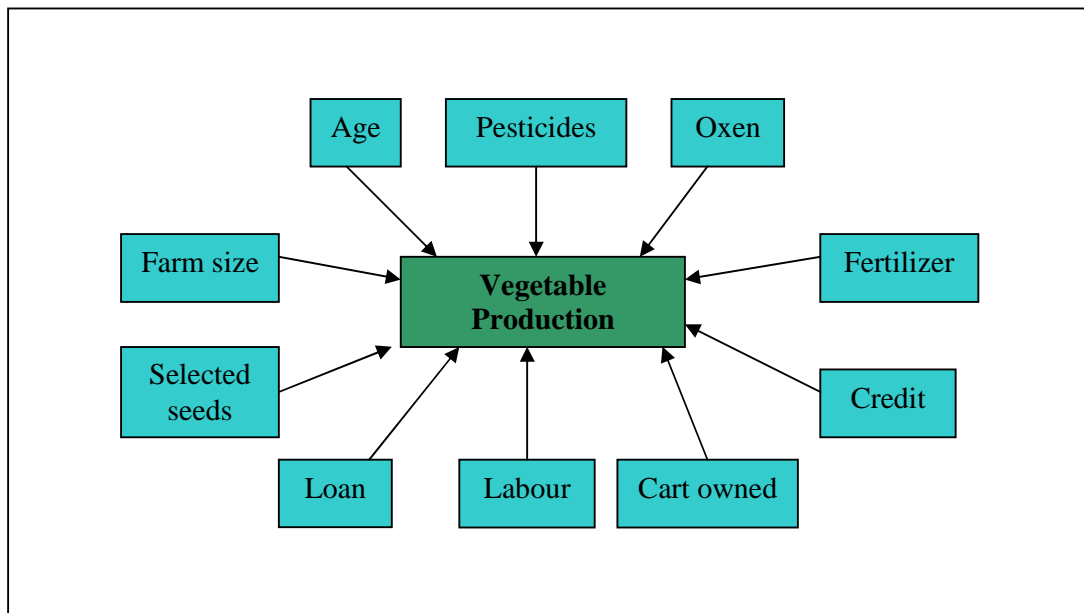 Age
Pesticides
Oxen
Farm size
Vegetable
Production
Fertilizer
Selected
seeds
Credit
Loan
Labour
Cart owned